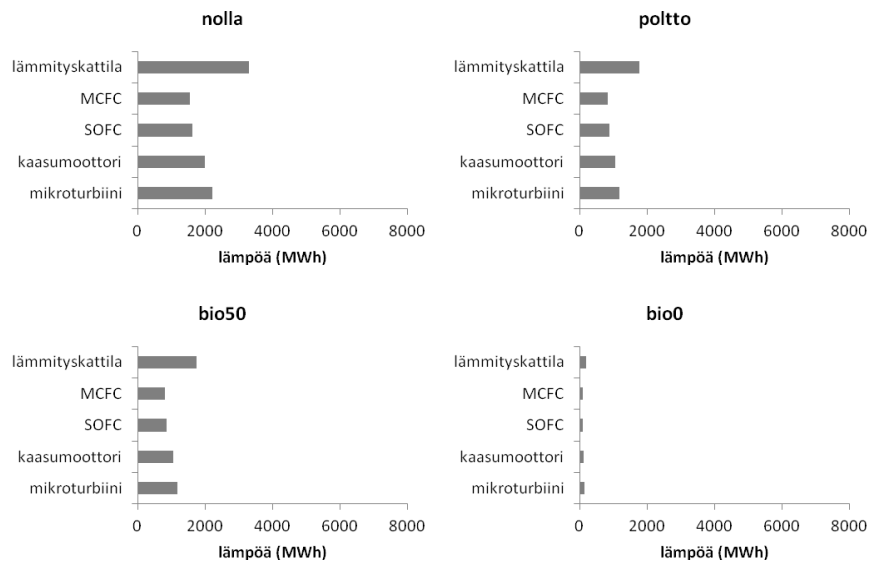 nolla
lämmityskattila
MCFC
SOFC
kaasumoottori
mikroturbiini
0 2000 4000 6000 8000
lämpöä (MWh)
poltto
lämmityskattila
MCFC
SOFC
kaasumoottori
mikroturbiini
0 2000 4000 6000 8000
lämpöä (MWh)
bio50
lämmityskattila
MCFC
SOFC
kaasumoottori
mikroturbiini
0 2000 4000 6000 8000
lämpöä (MWh)
bio0
lämmityskattila
MCFC
SOFC
kaasumoottori
mikroturbiini
0 2000 4000 6000 8000
lämpöä (MWh)